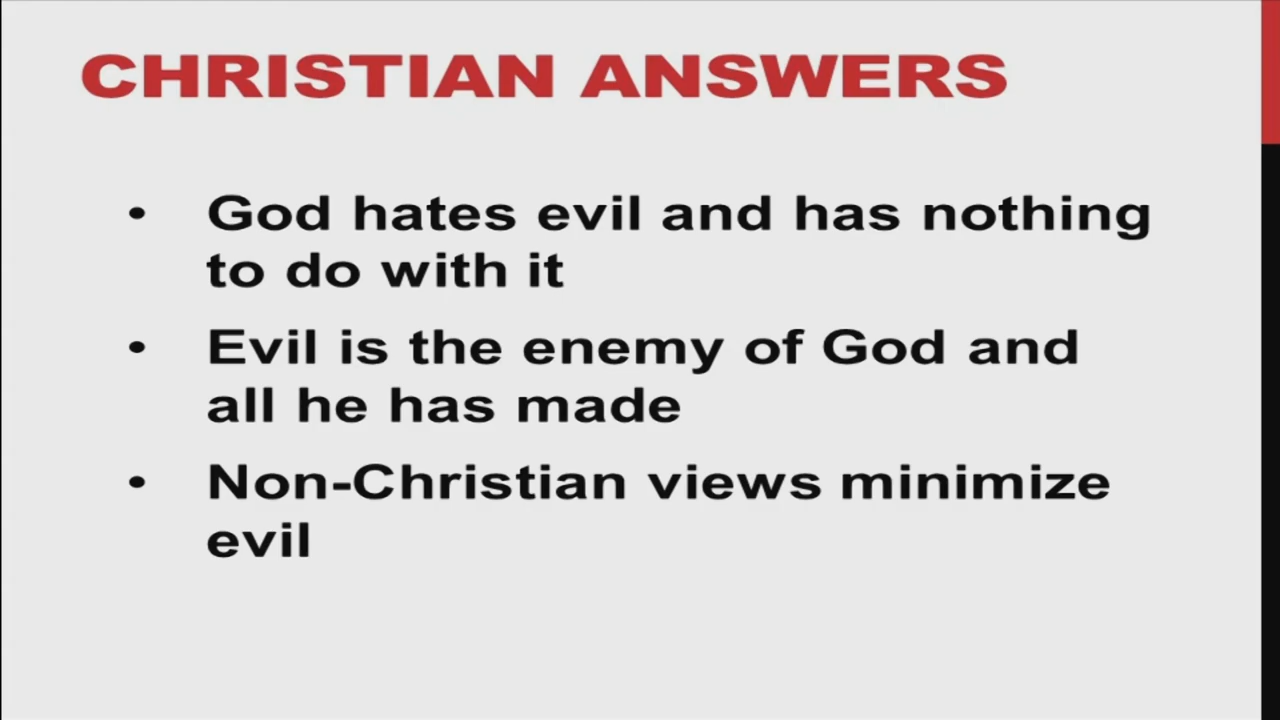 CHRISTIAN ANSWERS
• God hates evil and has nothing
to do with it
• Evil is the enemy of God and
all he has made
• Non-Christian views minimize
evil